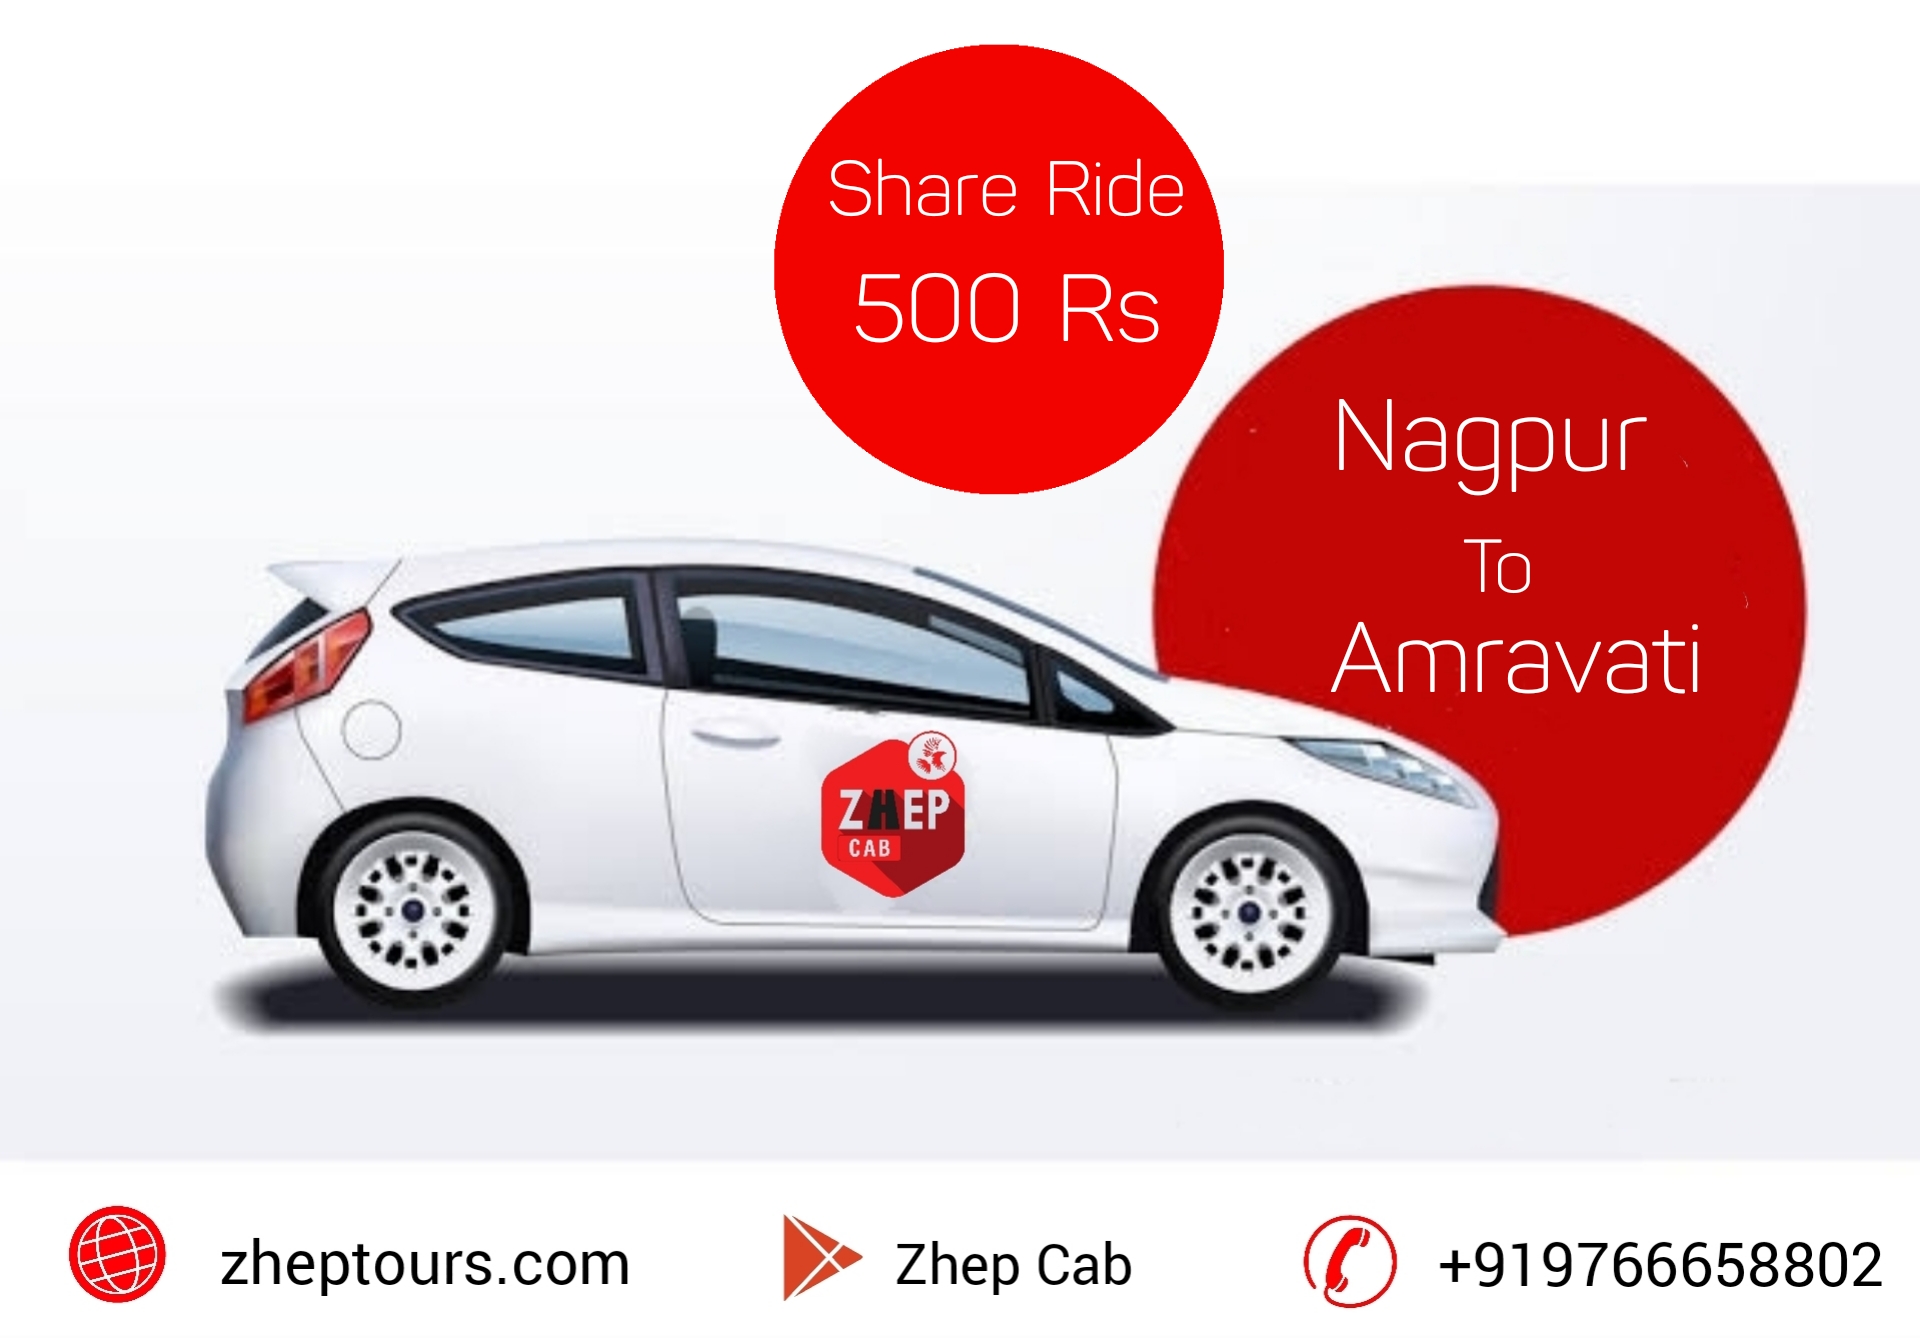 Share Ride
500 Rs
Nagpur
To
Amravati
ZHEP
CAB
zheptours.com
Zhep Cab
+919766658802